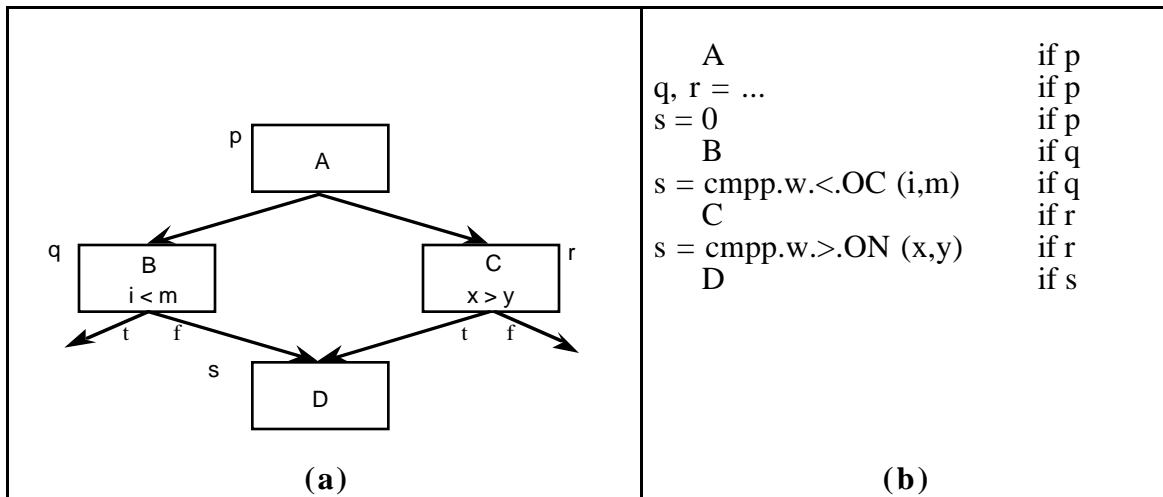 p
A
q
B
i < m
C
x > y
r
t
f
t
f
s
D
(a)
A if p
q, r = ... if p
s = 0 if p
B if q
s = cmpp.w.<.OC (i,m) if q
C if r
s = cmpp.w.>.ON (x,y) if r
D if s
(b)